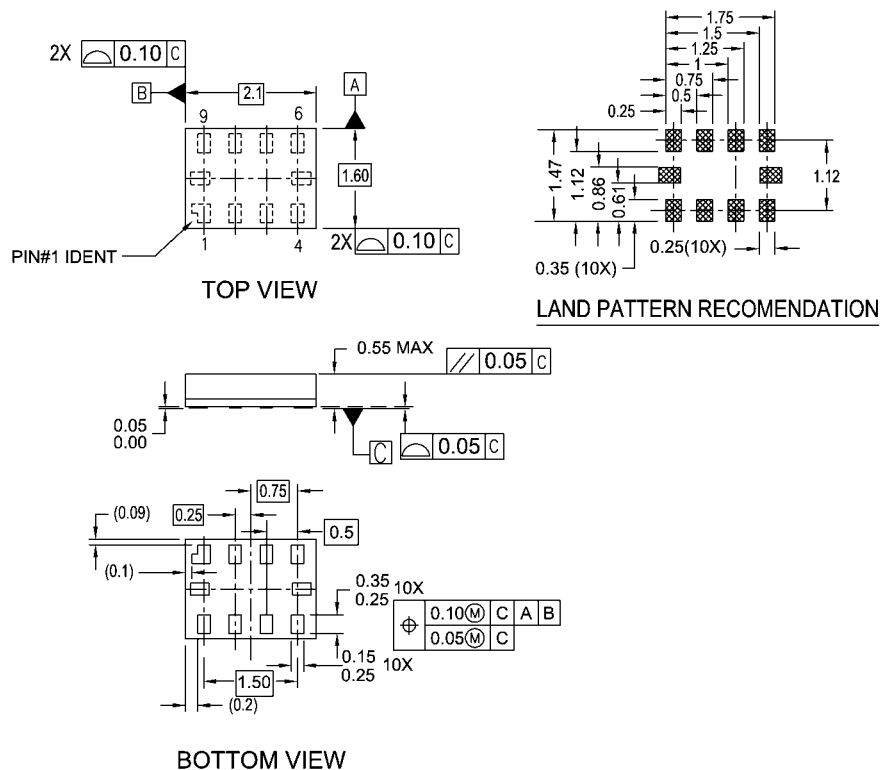 2X 0.10 C
B
2.1
A
9
6
1.60
1
4
2X 0.10 C
PIN#1 IDENT
TOP VIEW
1.75
1.5
1.25
1
0.75
0.5
0.25
1.47
1.12
0.86
0.61
1.12
0.25(10X)
0.35 (10X)
LAND PATTERN RECOMENDATION
0.55 MAX
// 0.05 C
0.05
0.00
C
0.05 C
0.75
(0.09)
0.25
0.5
(0.1)
0.35
0.25 10X
0.10Ⓜ C A B
0.05Ⓜ C
0.15
0.25 10X
1.50
(0.2)
BOTTOM VIEW